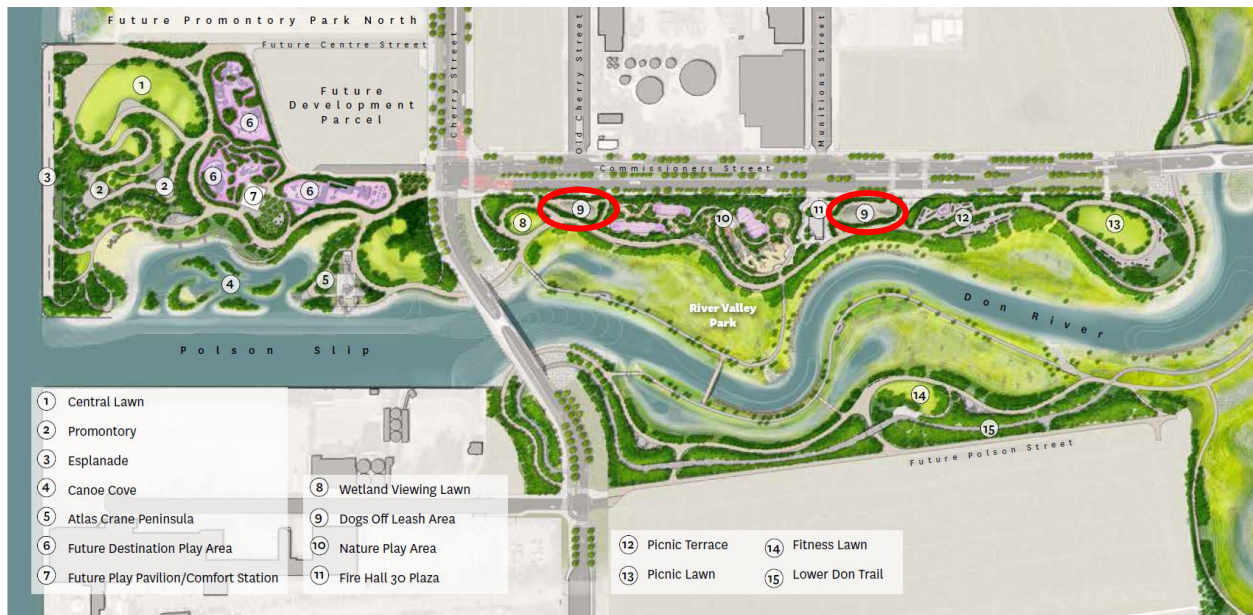 Future Promontory Park North
Future Centre Street
1
Future
Development
Parcel
6
Cherry Street
Old Cherry Street
Munitions Street
Commissioners Street
3
2
2
6
7
6
8
9
10
11
9
12
13
4
5
River Valley
Park
Don River
Polson Slip
14
15
Future Polson Street
1 Central Lawn
2 Promontory
3 Esplanade
4 Canoe Cove
5 Atlas Crane Peninsula
6 Future Destination Play Area
7 Future Play Pavilion/Comfort Station
8 Wetland Viewing Lawn
9 Dogs Off Leash Area
10 Nature Play Area
11 Fire Hall 30 Plaza
12 Picnic Terrace
13 Picnic Lawn
14 Fitness Lawn
15 Lower Don Trail